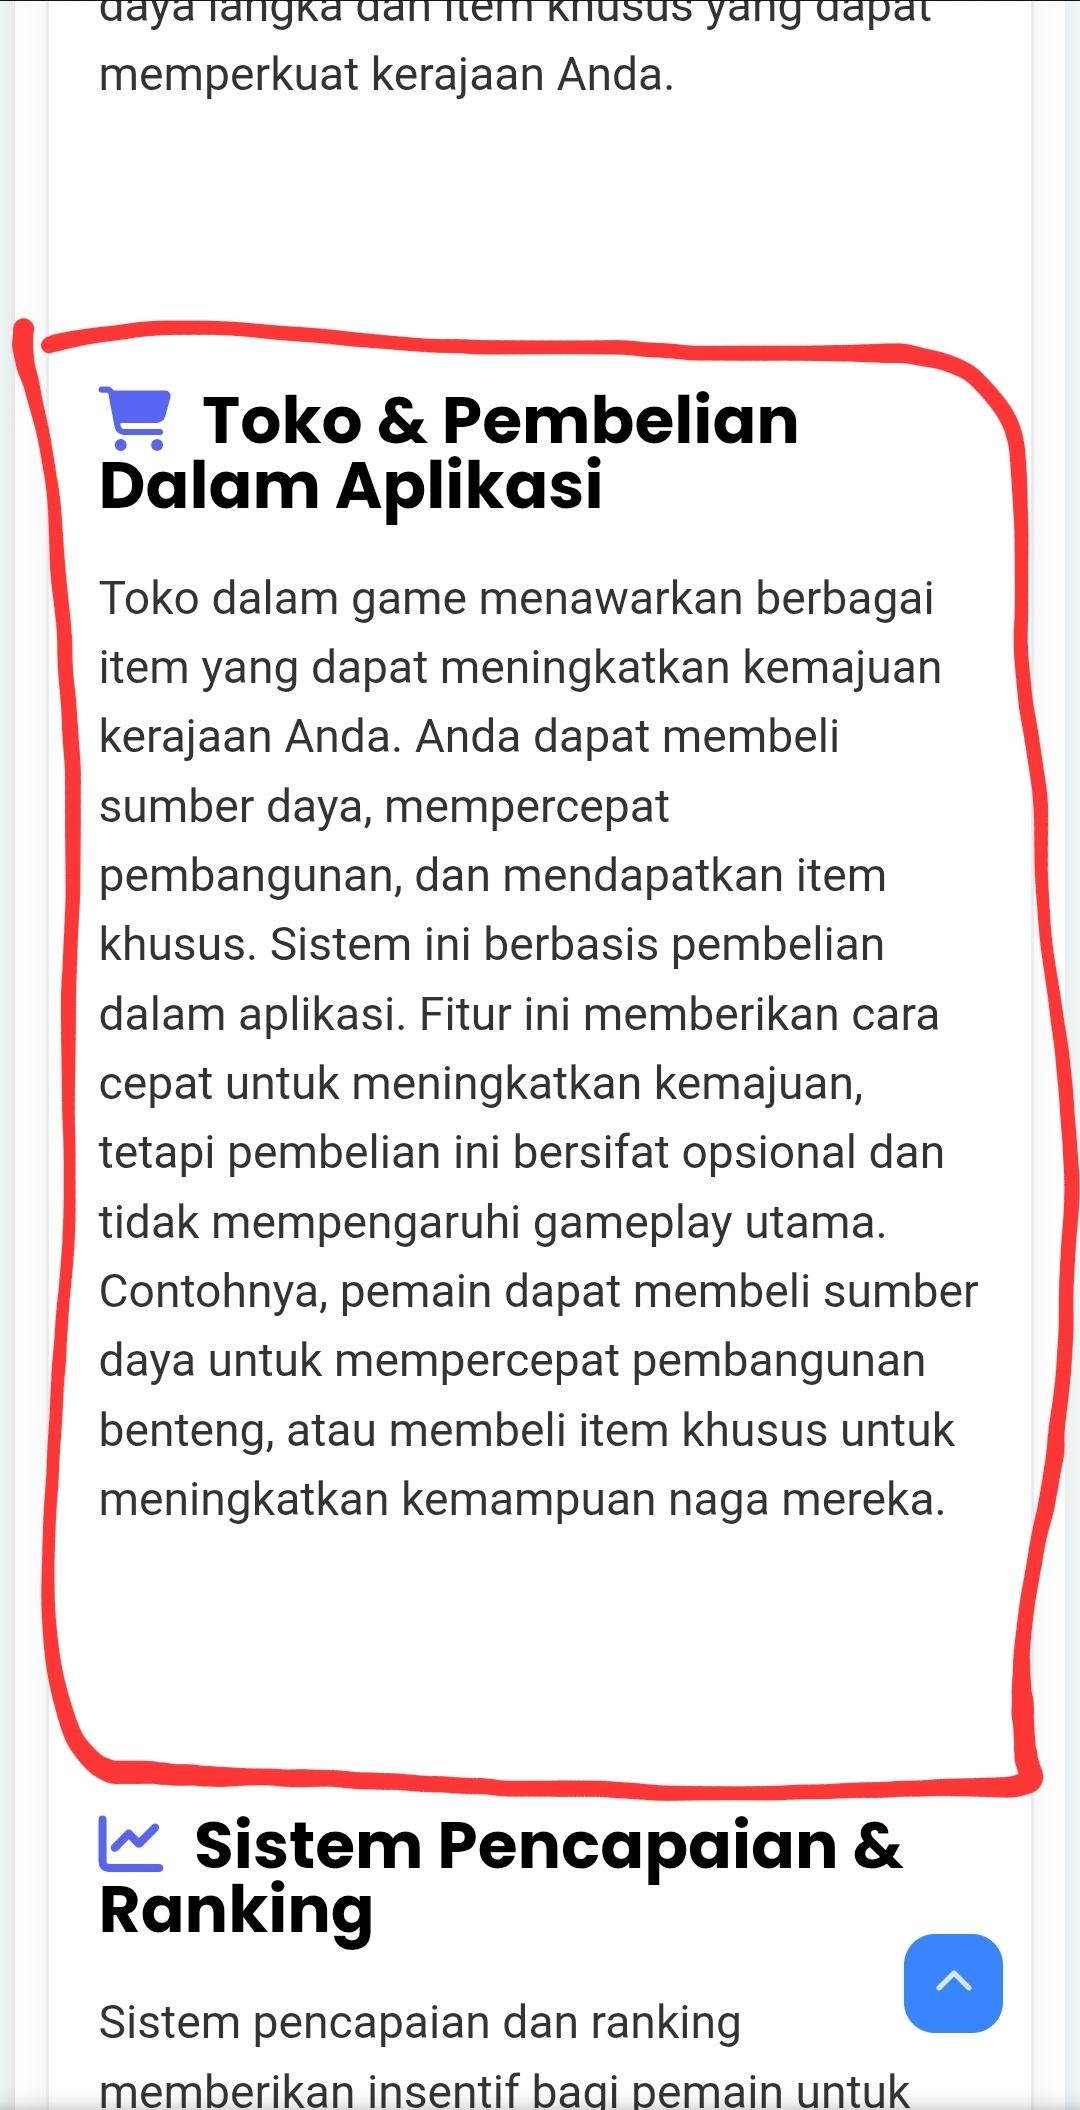 daya langka dan item khusus yang dapat
memperkuat kerajaan Anda.
Toko & Pembelian
Dalam Aplikasi
Toko dalam game menawarkan berbagai
item yang dapat meningkatkan kemajuan
kerajaan Anda. Anda dapat membeli
sumber daya, mempercepat
pembangunan, dan mendapatkan item
khusus. Sistem ini berbasis pembelian
dalam aplikasi. Fitur ini memberikan cara
cepat untuk meningkatkan kemajuan,
tetapi pembelian ini bersifat opsional dan
tidak mempengaruhi gameplay utama.
Contohnya, pemain dapat membeli sumber
daya untuk mempercepat pembangunan
benteng, atau membeli item khusus untuk
meningkatkan kemampuan naga mereka.
Sistem Pencapaian &
Ranking
Sistem pencapaian dan ranking
memberikan insentif bagi pemain untuk